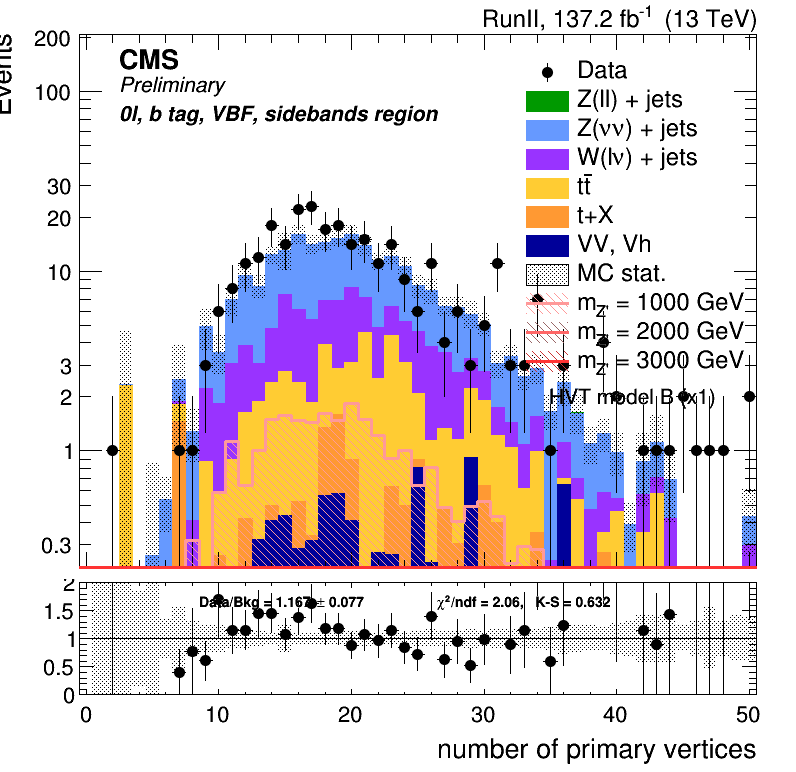 RunII, 137.2 fb⁻¹ (13 TeV)
Events
CMS
Preliminary
0l, b tag, VBF, sidebands region
Data
Z(ll) + jets
Z(νν) + jets
W(lν) + jets
tt̄
t+X
VV, Vh
MC stat.
m_Z' = 1000 GeV
m_Z' = 2000 GeV
m_Z' = 3000 GeV
HVT model B (x1)
200
100
30
20
10
3
2
1
0.3
Data/Bkg = 1.167 ± 0.077
χ²/ndf = 2.06, K-S = 0.632
2
1.5
1
0.5
0
0 10 20 30 40 50
number of primary vertices